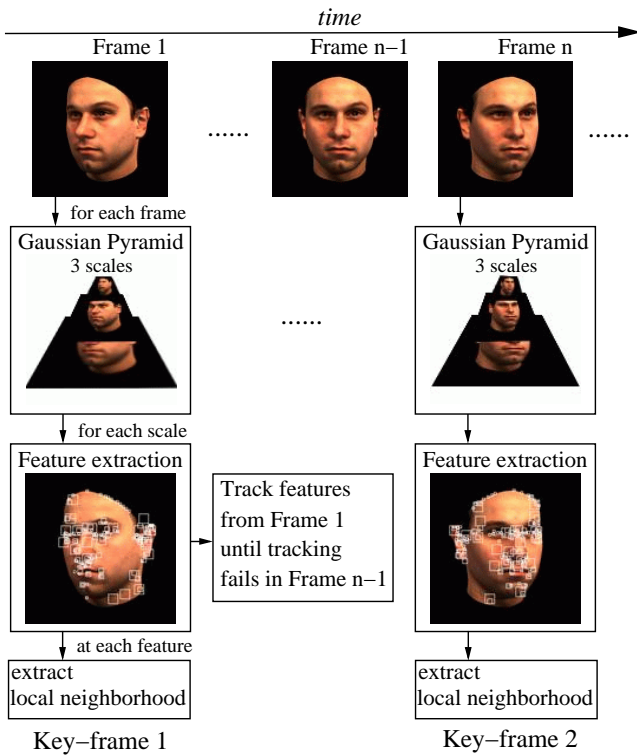 time
Frame 1
Frame n−1
Frame n
......
......
for each frame
Gaussian Pyramid
3 scales
......
Gaussian Pyramid
3 scales
for each scale
Feature extraction
Track features
from Frame 1
until tracking
fails in Frame n−1
Feature extraction
at each feature
extract
local neighborhood
extract
local neighborhood
Key−frame 1
Key−frame 2